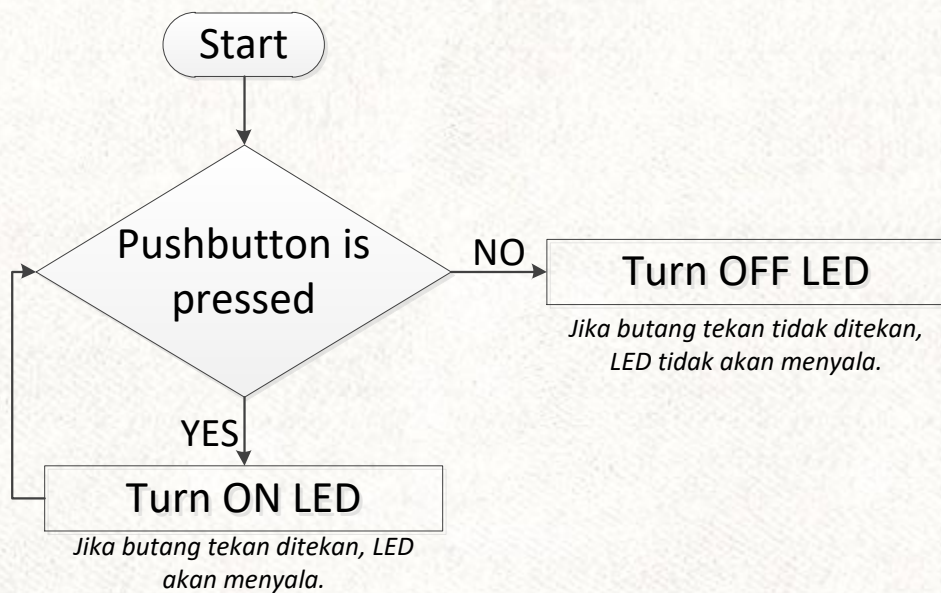 Start
Pushbutton is
pressed
NO
Turn OFF LED
Jika butang tekan tidak ditekan,
LED tidak akan menyala.
YES
Turn ON LED
Jika butang tekan ditekan, LED
akan menyala.